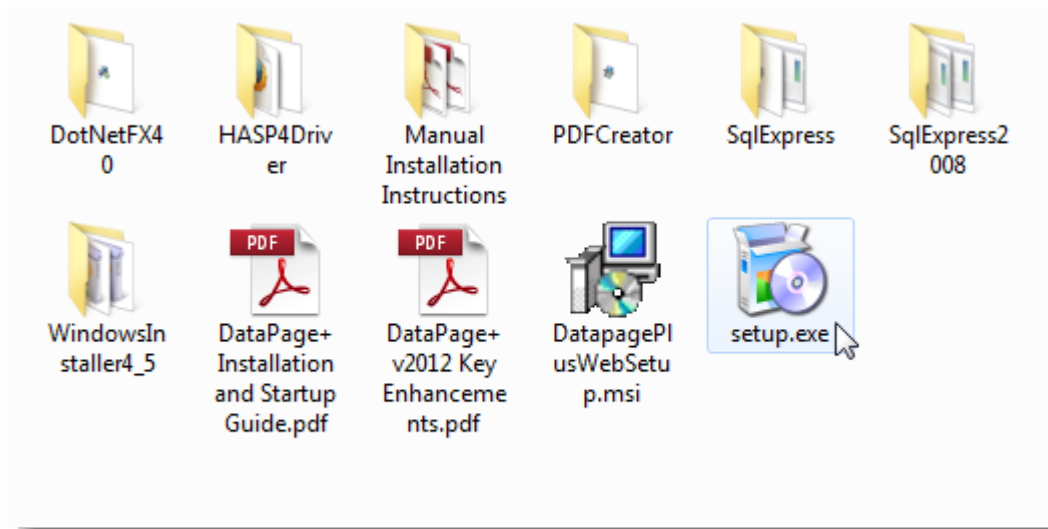 DotNetFX4
0
HASP4Driv
er
Manual
Installation
Instructions
PDFCreator
SqlExpress
SqlExpress2
008
WindowsIn
staller4_5
PDF
DataPage+
Installation
and Startup
Guide.pdf
PDF
DataPage+
v2012 Key
Enhanceme
nts.pdf
DatapagePl
usWebSetu
p.msi
setup.exe